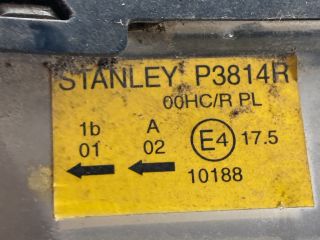 STANLEY P3814R
00HC/R PL
1b A
01 02 E4 17.5
10188